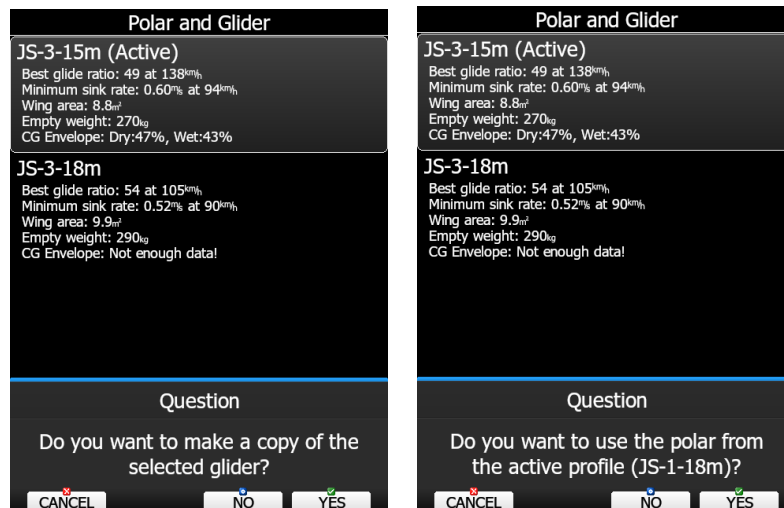 Polar and Glider
JS-3-15m (Active)
Best glide ratio: 49 at 138km/h
Minimum sink rate: 0.60m/s at 94km/h
Wing area: 8.8m²
Empty weight: 270kg
CG Envelope: Dry:47%, Wet:43%
JS-3-18m
Best glide ratio: 54 at 105km/h
Minimum sink rate: 0.52m/s at 90km/h
Wing area: 9.9m²
Empty weight: 290kg
CG Envelope: Not enough data!
Question
Do you want to make a copy of the
selected glider?
CANCEL NO YES
Polar and Glider
JS-3-15m (Active)
Best glide ratio: 49 at 138km/h
Minimum sink rate: 0.60m/s at 94km/h
Wing area: 8.8m²
Empty weight: 270kg
CG Envelope: Dry:47%, Wet:43%
JS-3-18m
Best glide ratio: 54 at 105km/h
Minimum sink rate: 0.52m/s at 90km/h
Wing area: 9.9m²
Empty weight: 290kg
CG Envelope: Not enough data!
Question
Do you want to use the polar from
the active profile (JS-1-18m)?
CANCEL NO YES